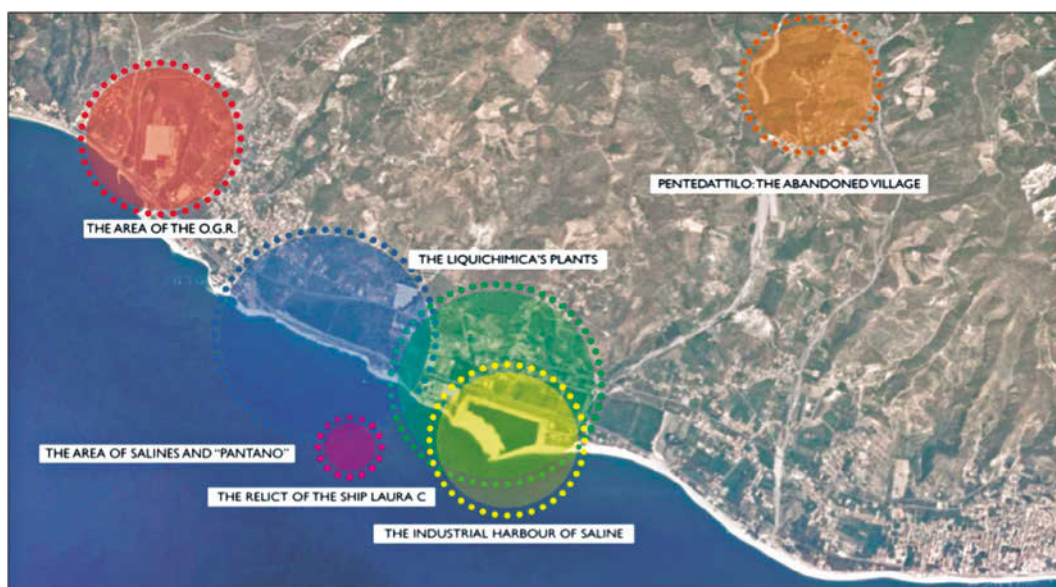 PENTEDATTILO: THE ABANDONED VILLAGE
THE AREA OF THE O.G.R.
THE LIQUICHIMICA'S PLANTS
THE AREA OF SALINES AND "PANTANO"
THE RELICT OF THE SHIP LAURA C
THE INDUSTRIAL HARBOUR OF SALINE